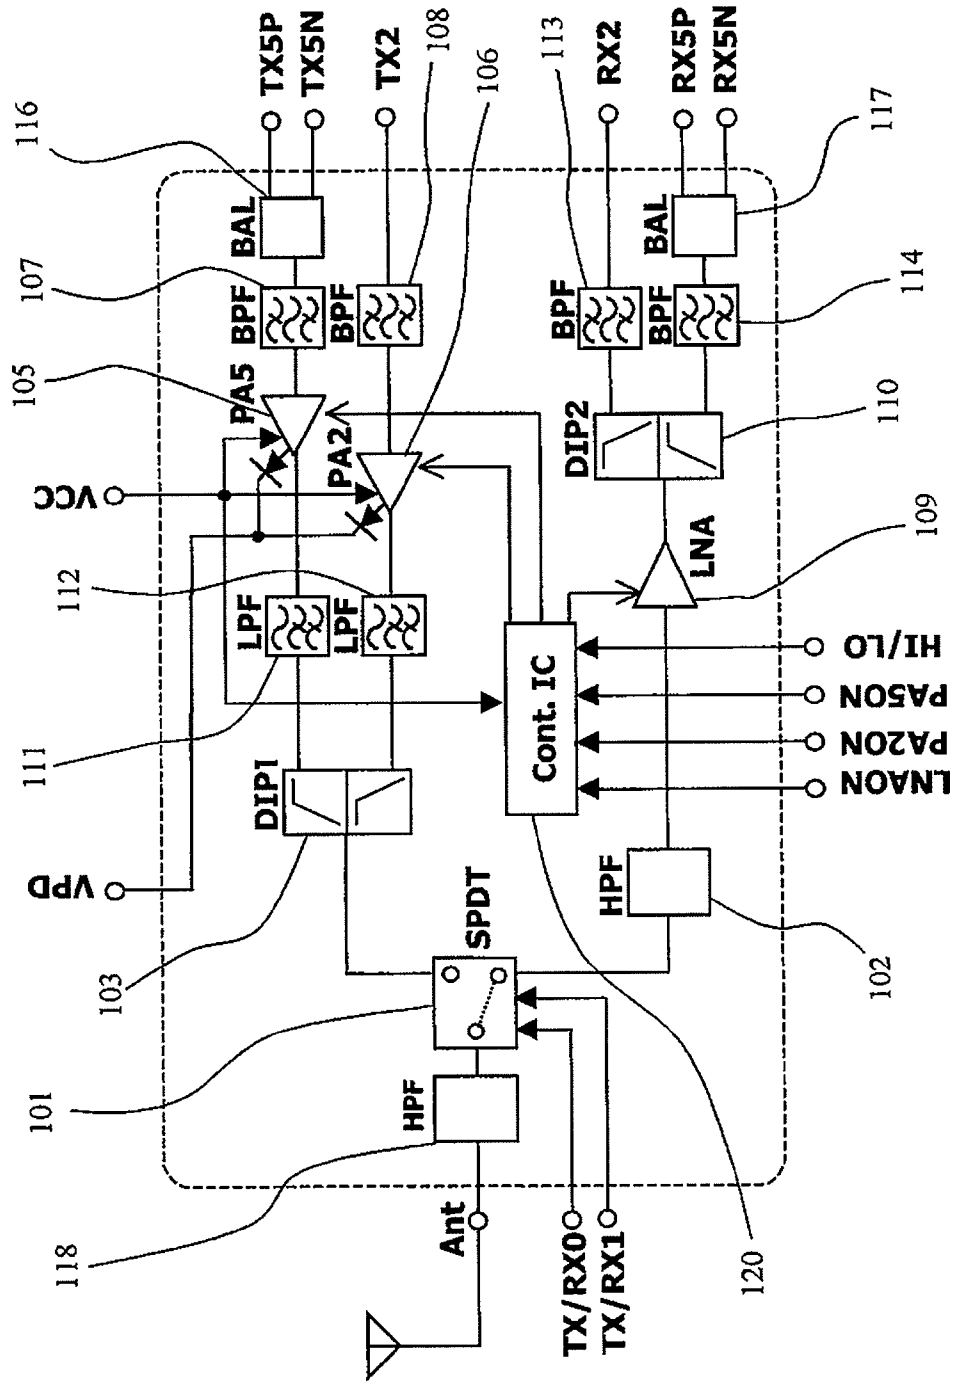 116
TX5P
TX5N
TX2
108
106
113
RX2
RX5P
RX5N
117
107
BAL
BPF
BPF
BPF
BAL
BPF
114
105
PA5
PA2
DIP2
110
VCC
112
LPF
LPF
LNA
109
111
DIP1
Cont. IC
HI/LO
PA5ON
PA2ON
LNAON
VPD
103
SPDT
HPF
102
101
HPF
118
Ant
TX/RX0
TX/RX1
120